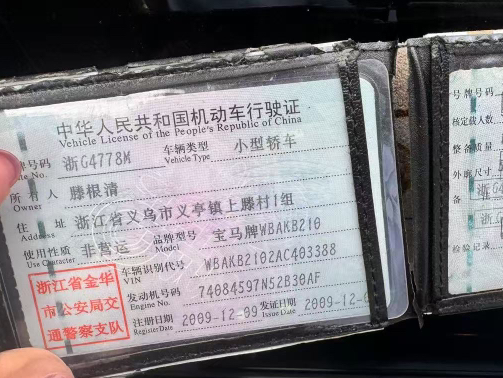 中华人民共和国机动车行驶证
Vehicle License of the People's Republic of China
牌号码 浙G4778M 车辆类型 小型轿车
Vehicle Type
所有人 滕根清
Owner
住 址 浙江省义乌市义亭镇上滕村1组
Address
使用性质 非营运 品牌型号 宝马牌WBAKB210
Use Character Model
浙江省金华
市公安局交
通警察支队
车辆识别代号 WBAKB2102AC403388
VIN
发动机号码 74084597N52B30AF
Engine No.
注册日期 2009-12-09 发证日期 2009-12-0
Register Date Issue Date
号牌号码
核定载人数
整备质量
外廓尺寸
备
检验记录